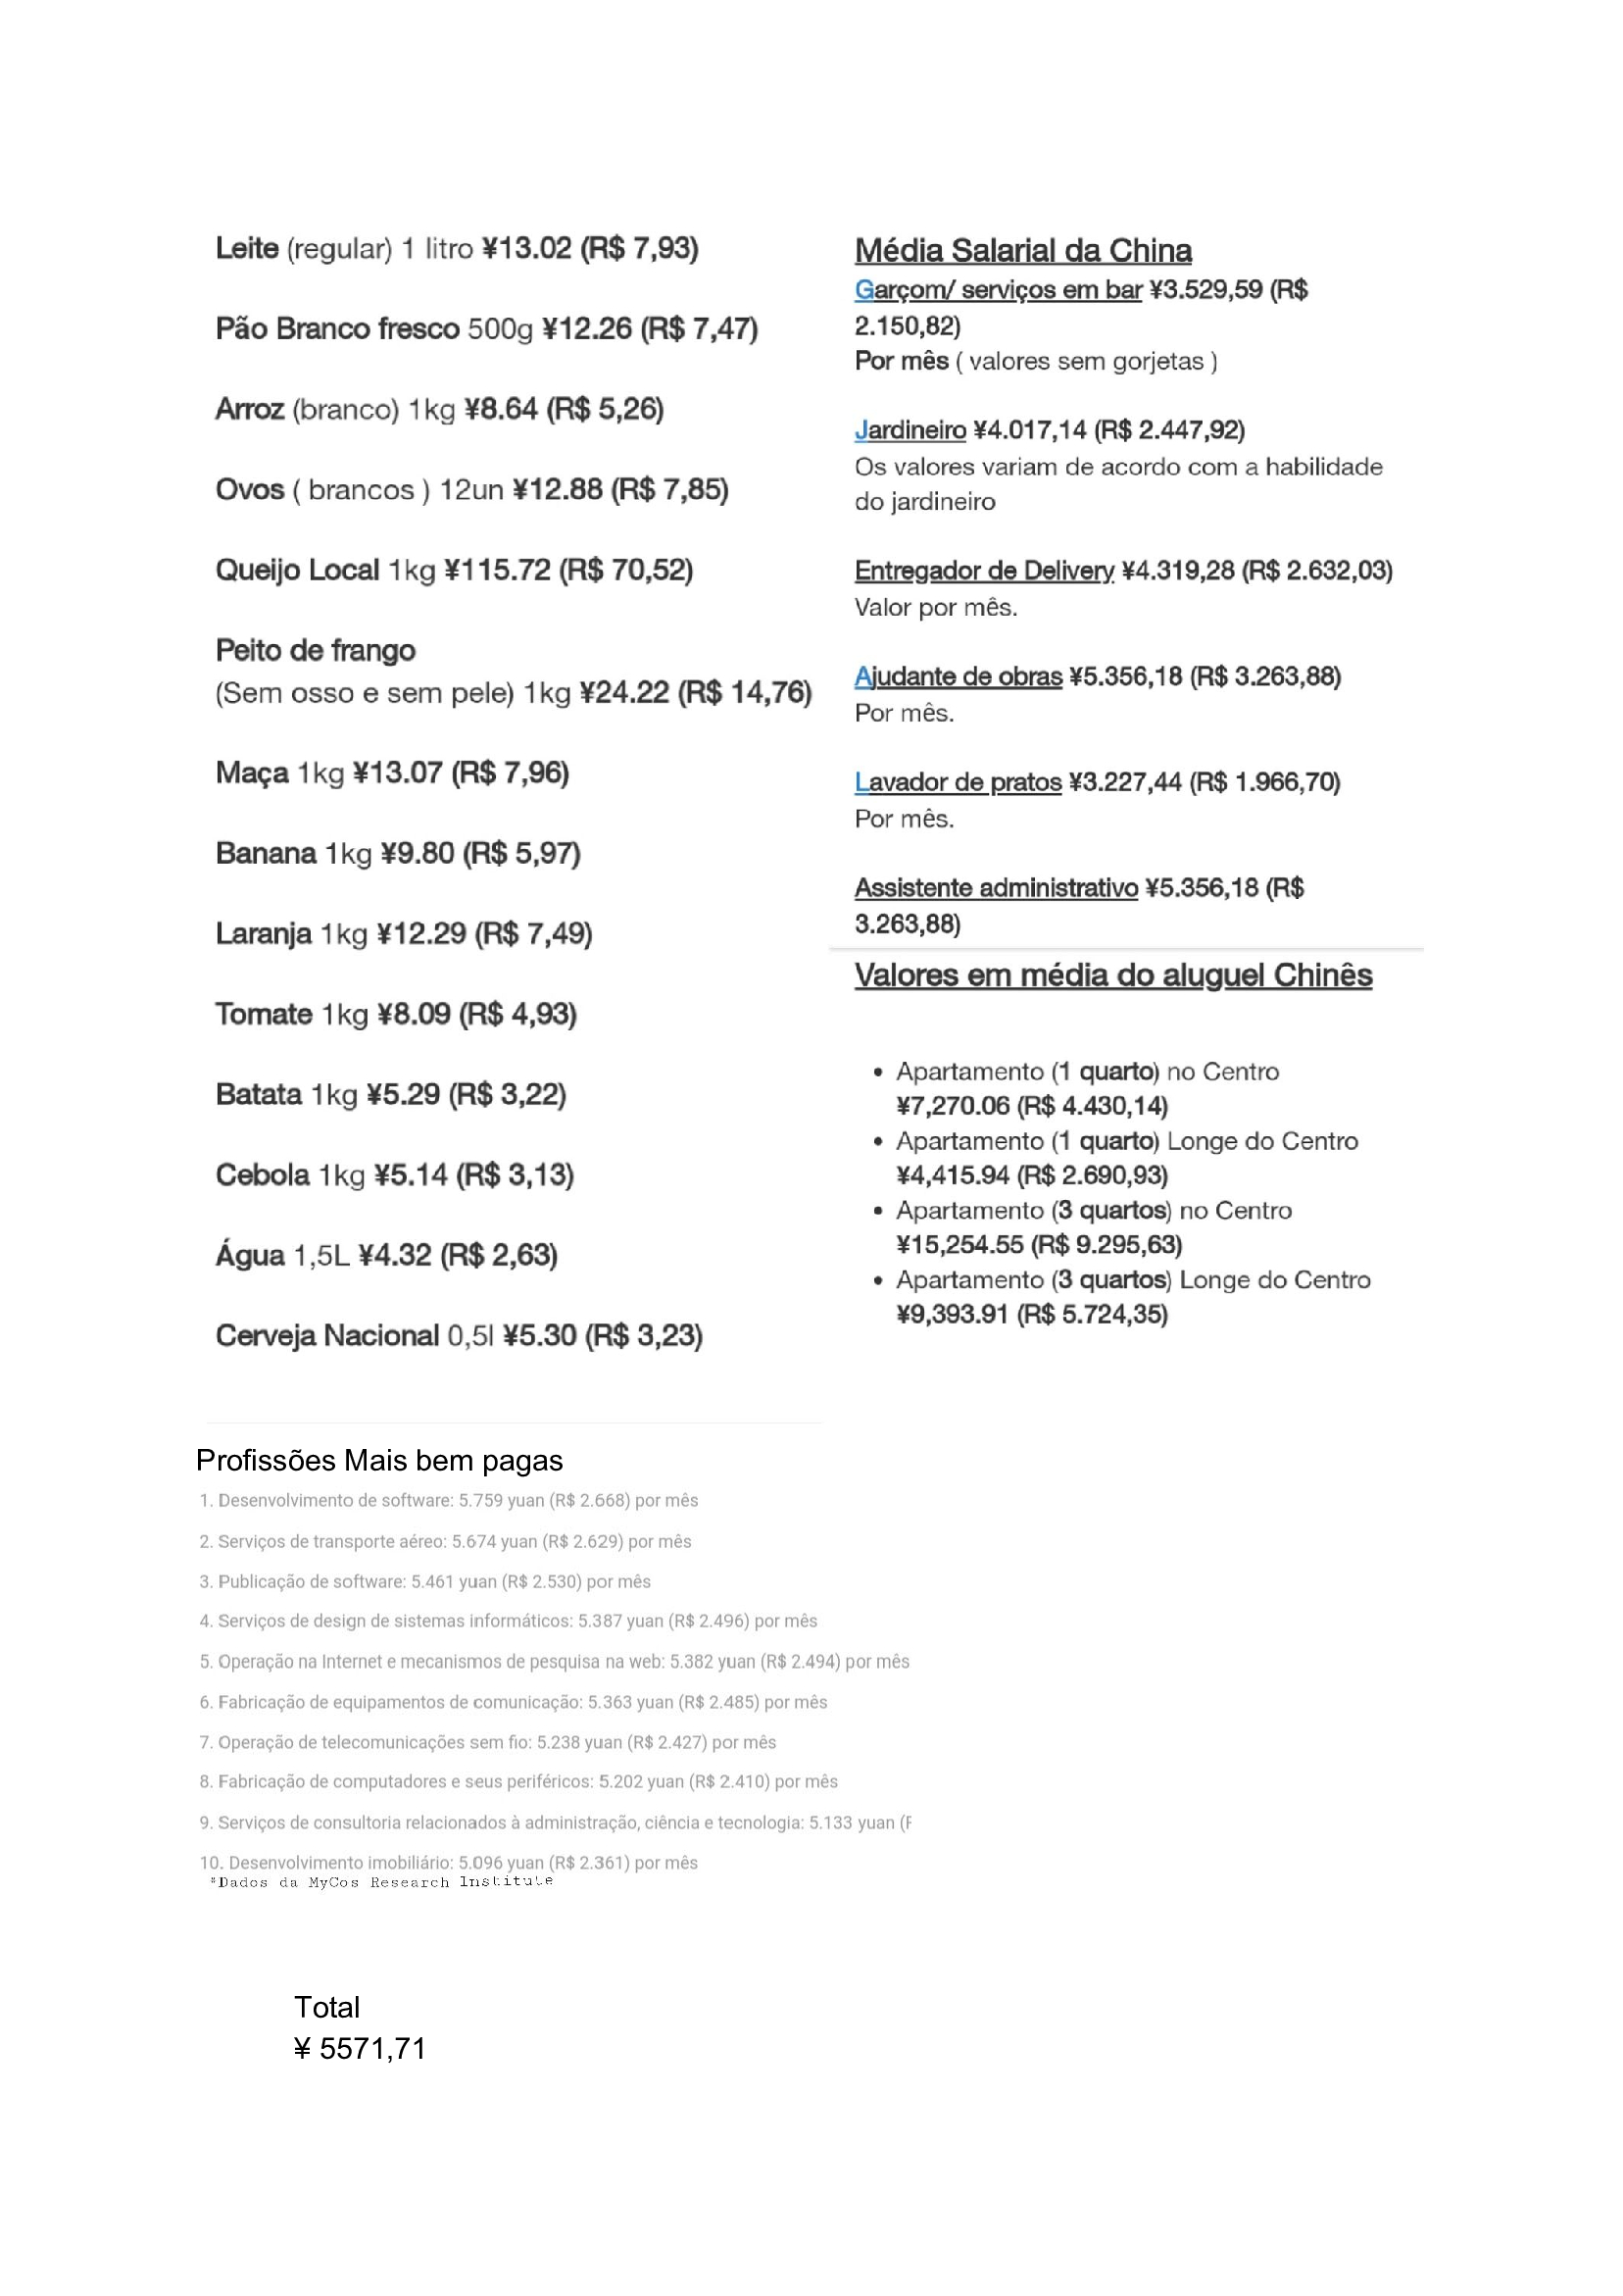 Leite (regular) 1 litro ¥13.02 (R$ 7,93)
Pão Branco fresco 500g ¥12.26 (R$ 7,47)
Arroz (branco) 1kg ¥8.64 (R$ 5,26)
Ovos ( brancos ) 12un ¥12.88 (R$ 7,85)
Queijo Local 1kg ¥115.72 (R$ 70,52)
Peito de frango
(Sem osso e sem pele) 1kg ¥24.22 (R$ 14,76)
Maça 1kg ¥13.07 (R$ 7,96)
Banana 1kg ¥9.80 (R$ 5,97)
Laranja 1kg ¥12.29 (R$ 7,49)
Tomate 1kg ¥8.09 (R$ 4,93)
Batata 1kg ¥5.29 (R$ 3,22)
Cebola 1kg ¥5.14 (R$ 3,13)
Água 1,5L ¥4.32 (R$ 2,63)
Cerveja Nacional 0,5l ¥5.30 (R$ 3,23)
Média Salarial da China
Garçom/ serviços em bar ¥3.529,59 (R$
2.150,82)
Por mês ( valores sem gorjetas )
Jardineiro ¥4.017,14 (R$ 2.447,92)
Os valores variam de acordo com a habilidade
do jardineiro
Entregador de Delivery ¥4.319,28 (R$ 2.632,03)
Valor por mês.
Ajudante de obras ¥5.356,18 (R$ 3.263,88)
Por mês.
Lavador de pratos ¥3.227,44 (R$ 1.966,70)
Por mês.
Assistente administrativo ¥5.356,18 (R$
3.263,88)
Valores em média do aluguel Chinês
• Apartamento (1 quarto) no Centro
¥7,270.06 (R$ 4.430,14)
• Apartamento (1 quarto) Longe do Centro
¥4,415.94 (R$ 2.690,93)
• Apartamento (3 quartos) no Centro
¥15,254.55 (R$ 9.295,63)
• Apartamento (3 quartos) Longe do Centro
¥9,393.91 (R$ 5.724,35)
Profissões Mais bem pagas
1. Desenvolvimento de software: 5.759 yuan (R$ 2.668) por mês
2. Serviços de transporte aéreo: 5.674 yuan (R$ 2.629) por mês
3. Publicação de software: 5.461 yuan (R$ 2.530) por mês
4. Serviços de design de sistemas informáticos: 5.387 yuan (R$ 2.496) por mês
5. Operação na Internet e mecanismos de pesquisa na web: 5.382 yuan (R$ 2.494) por mês
6. Fabricação de equipamentos de comunicação: 5.363 yuan (R$ 2.485) por mês
7. Operação de telecomunicações sem fio: 5.238 yuan (R$ 2.427) por mês
8. Fabricação de computadores e seus periféricos: 5.202 yuan (R$ 2.410) por mês
9. Serviços de consultoria relacionados à administração, ciência e tecnologia: 5.133 yuan
10. Desenvolvimento imobiliário: 5.096 yuan (R$ 2.361) por mês
*Dados da MyCos Research Institute
Total
¥ 5571,71